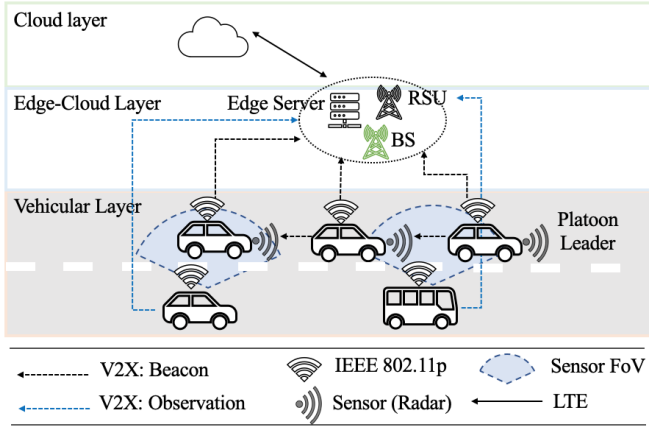 Cloud layer
Edge-Cloud Layer
Edge Server
RSU
BS
Vehicular Layer
Platoon
Leader
V2X: Beacon
IEEE 802.11p
Sensor FoV
V2X: Observation
Sensor (Radar)
LTE